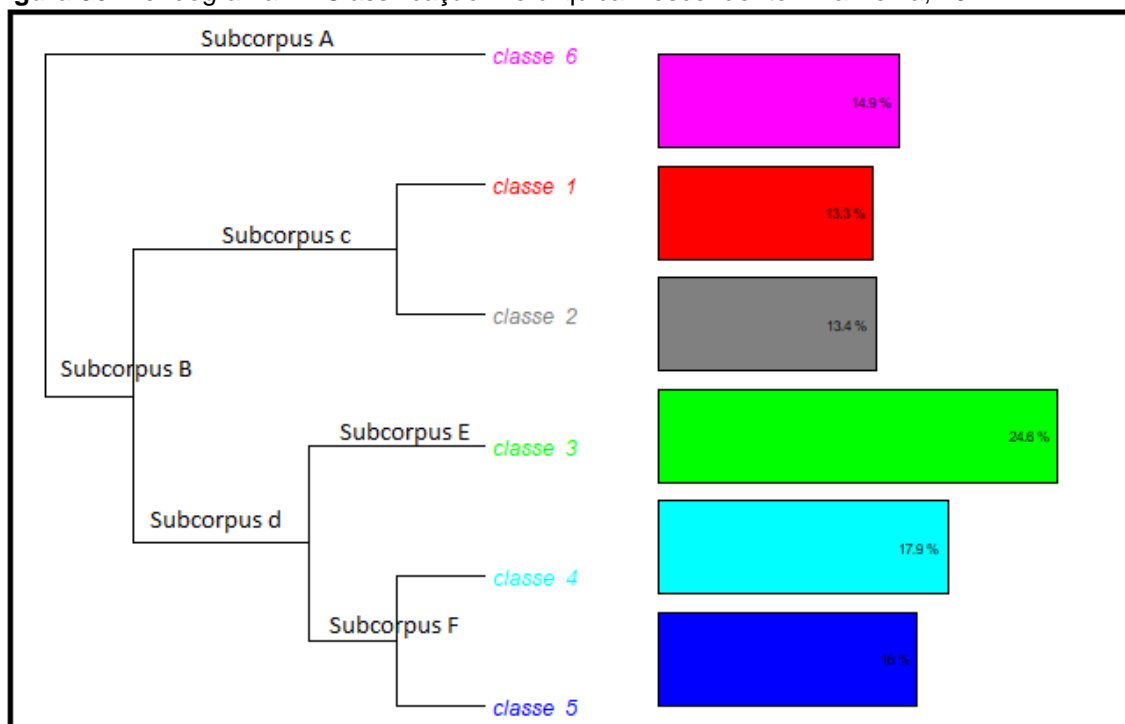 Subcorpus A
classe 6
14.9 %
classe 1
13.3 %
Subcorpus c
classe 2
13.4 %
Subcorpus B
Subcorpus E
classe 3
24.6 %
Subcorpus d
17.9 %
classe 4
Subcorpus F
16 %
classe 5